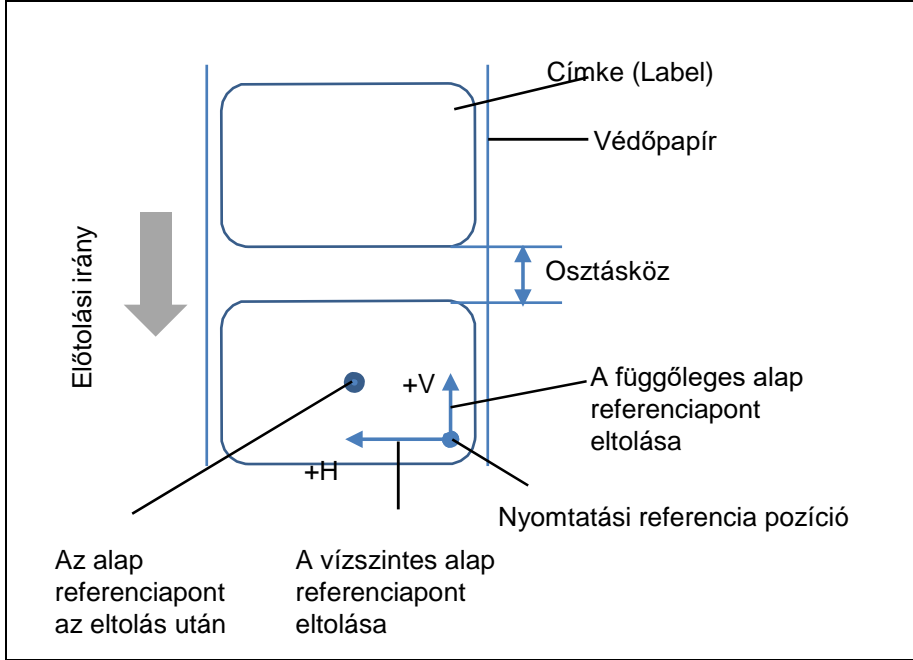 Címke (Label)
Védőpapír
Előtolási irány
Osztásköz
+V
A függőleges alap
referenciapont
eltolása
+H
Nyomtatási referencia pozíció
Az alap
referenciapont
az eltolás után
A vízszintes alap
referenciapont
eltolása